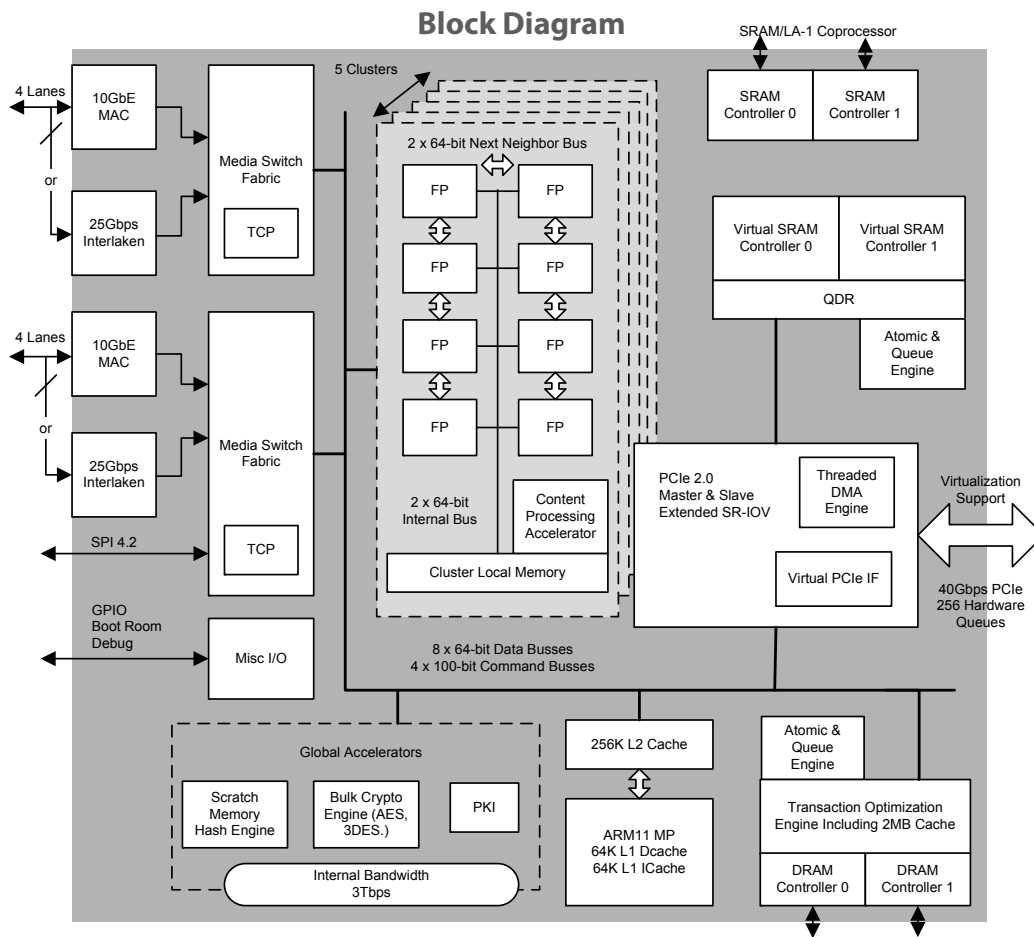 Block Diagram
SRAM/LA-1 Coprocessor
4 Lanes
10GbE
MAC
or
25Gbps
Interlaken
Media Switch
Fabric
TCP
5 Clusters
2 x 64-bit Next Neighbor Bus
FP
FP
FP
FP
FP
FP
FP
FP
2 x 64-bit
Internal Bus
Content
Processing
Accelerator
Cluster Local Memory
SRAM
Controller 0
SRAM
Controller 1
Virtual SRAM
Controller 0
Virtual SRAM
Controller 1
QDR
Atomic &
Queue
Engine
4 Lanes
10GbE
MAC
or
25Gbps
Interlaken
Media Switch
Fabric
TCP
SPI 4.2
GPIO
Boot Room
Debug
Misc I/O
PCIe 2.0
Master & Slave
Extended SR-IOV
Threaded
DMA
Engine
Virtual PCIe IF
Virtualization
Support
40Gbps PCIe
256 Hardware
Queues
8 x 64-bit Data Busses
4 x 100-bit Command Busses
Global Accelerators
Scratch
Memory
Hash Engine
Bulk Crypto
Engine (AES,
3DES.)
PKI
Internal Bandwidth
3Tbps
256K L2 Cache
ARM11 MP
64K L1 Dcache
64K L1 ICache
Atomic &
Queue
Engine
Transaction Optimization
Engine Including 2MB Cache
DRAM
Controller 0
DRAM
Controller 1